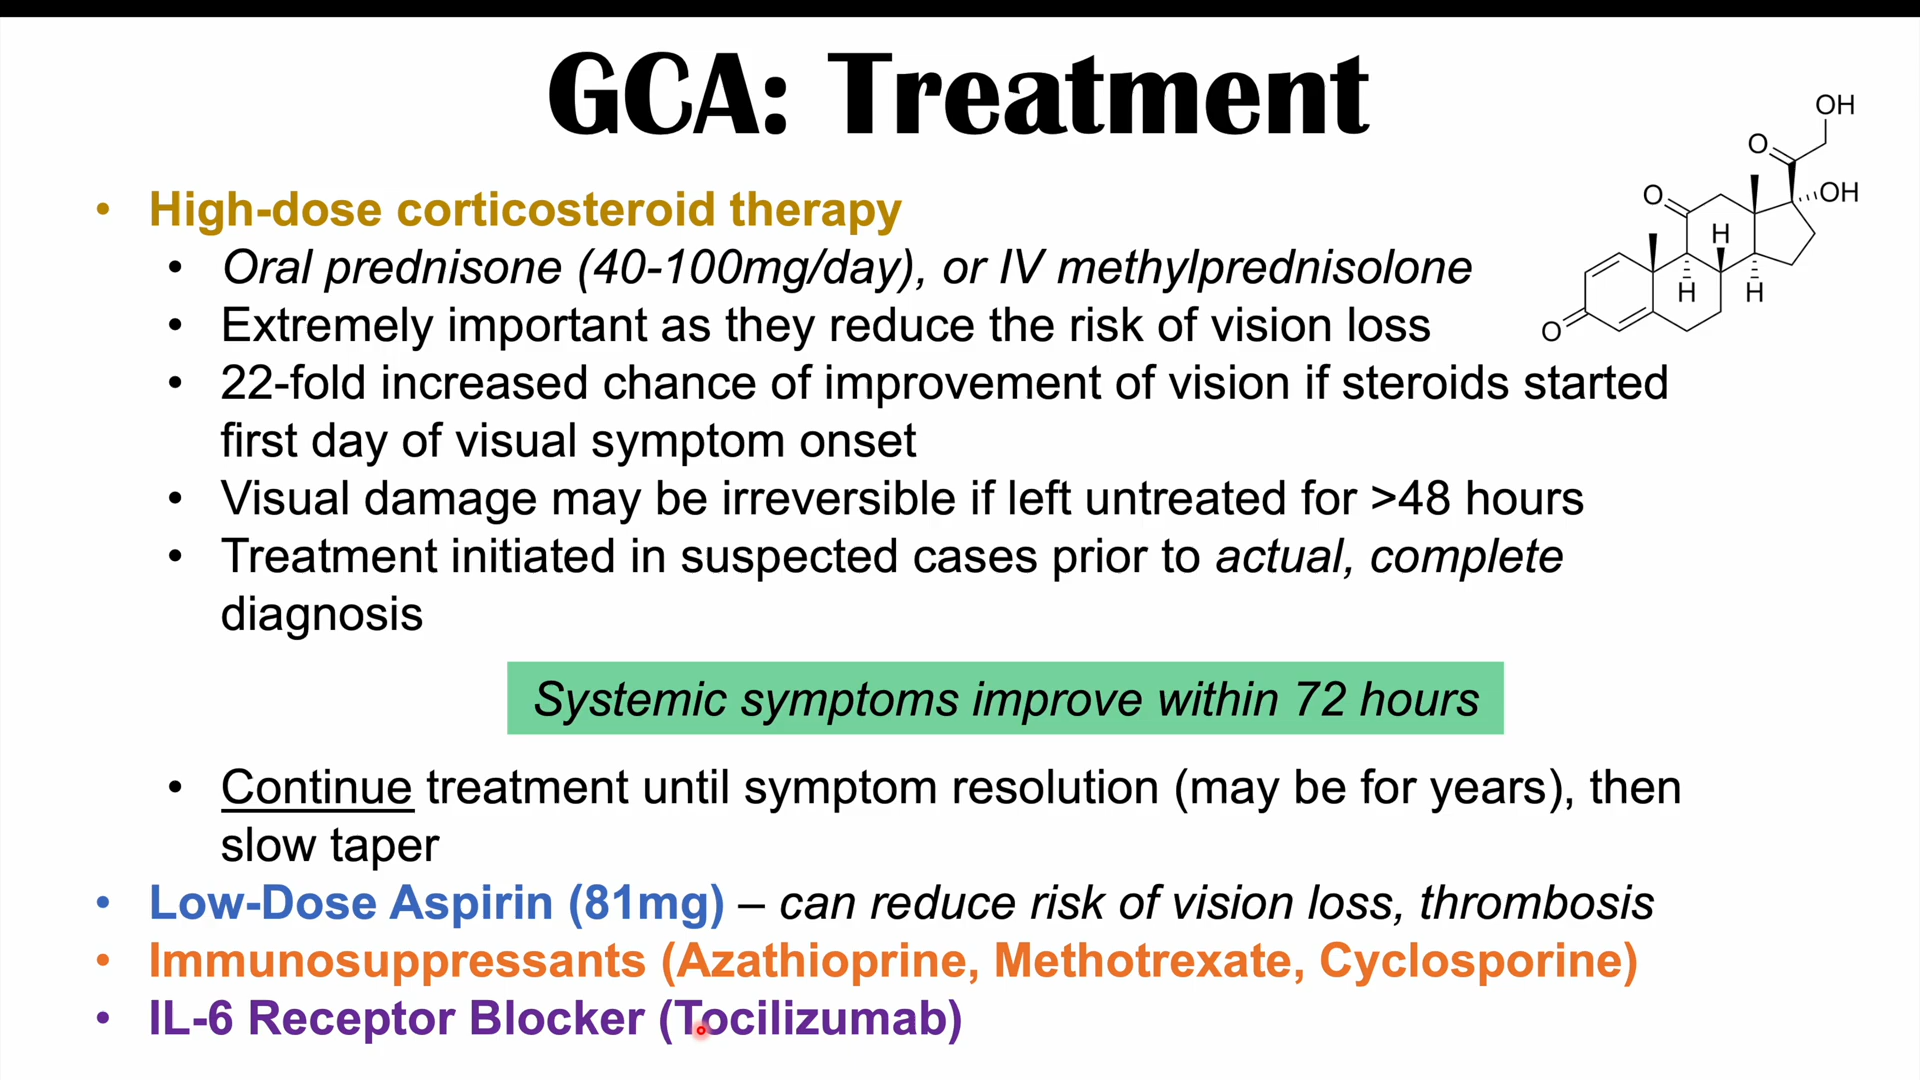 GCA: Treatment
• High-dose corticosteroid therapy
• Oral prednisone (40-100mg/day), or IV methylprednisolone
• Extremely important as they reduce the risk of vision loss
• 22-fold increased chance of improvement of vision if steroids started
first day of visual symptom onset
• Visual damage may be irreversible if left untreated for >48 hours
• Treatment initiated in suspected cases prior to actual, complete
diagnosis
Systemic symptoms improve within 72 hours
• Continue treatment until symptom resolution (may be for years), then
slow taper
• Low-Dose Aspirin (81mg) – can reduce risk of vision loss, thrombosis
• Immunosuppressants (Azathioprine, Methotrexate, Cyclosporine)
• IL-6 Receptor Blocker (Tocilizumab)
OH
O
O
OH
H
H
H
O